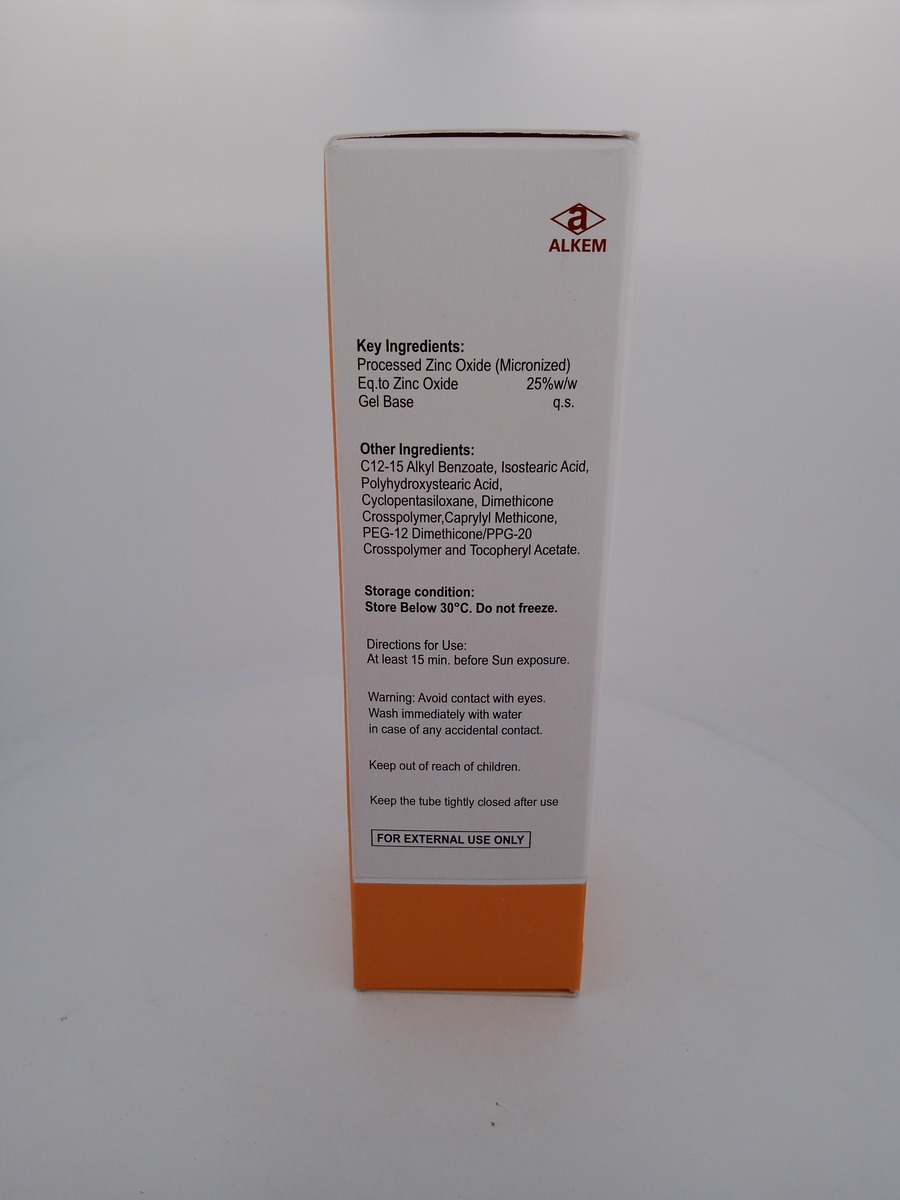 a
ALKEM
Key Ingredients:
Processed Zinc Oxide (Micronized)
Eq.to Zinc Oxide 25%w/w
Gel Base q.s.
Other Ingredients:
C12-15 Alkyl Benzoate, Isostearic Acid,
Polyhydroxystearic Acid,
Cyclopentasiloxane, Dimethicone
Crosspolymer,Caprylyl Methicone,
PEG-12 Dimethicone/PPG-20
Crosspolymer and Tocopheryl Acetate.
Storage condition:
Store Below 30°C. Do not freeze.
Directions for Use:
At least 15 min. before Sun exposure.
Warning: Avoid contact with eyes.
Wash immediately with water
in case of any accidental contact.
Keep out of reach of children.
Keep the tube tightly closed after use
FOR EXTERNAL USE ONLY